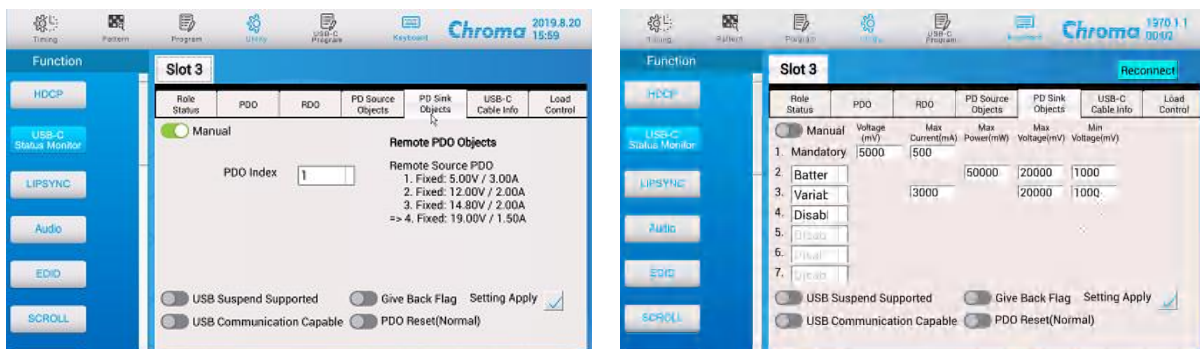 Timing Pattern Program Utility USB-C Program Keyboard Chroma 2019.8.20 15:59
Function
Slot 3
HDCP
USB-C Status Monitor
LIPSYNC
Audio
EDID
SCROLL
Role Status PDO RDO PD Source Objects PD Sink Objects USB-C Cable Info Load Control
Manual
Remote PDO Objects
PDO Index 1
Remote Source PDO
1. Fixed: 5.00V / 3.00A
2. Fixed: 12.00V / 2.00A
3. Fixed: 14.80V / 2.00A
=> 4. Fixed: 19.00V / 1.50A
USB Suspend Supported Give Back Flag Setting Apply
USB Communication Capable PDO Reset(Normal)
Timing Pattern Program Utility USB-C Program Keyboard Chroma 1970.1.1 00:02
Function
Slot 3
Reconnect
HDCP
USB-C Status Monitor
LIPSYNC
Audio
EDID
SCROLL
Role Status PDO RDO PD Source Objects PD Sink Objects USB-C Cable Info Load Control
Manual Voltage (mV) Max Current(mA) Max Power(mW) Max Voltage(mV) Min Voltage(mV)
1. Mandatory 5000 500
2. Batter 50000 20000 1000
3. Variab 3000 20000 1000
4. Disabl
5. Disab
6. Disab
7. Disab
USB Suspend Supported Give Back Flag Setting Apply
USB Communication Capable PDO Reset(Normal)